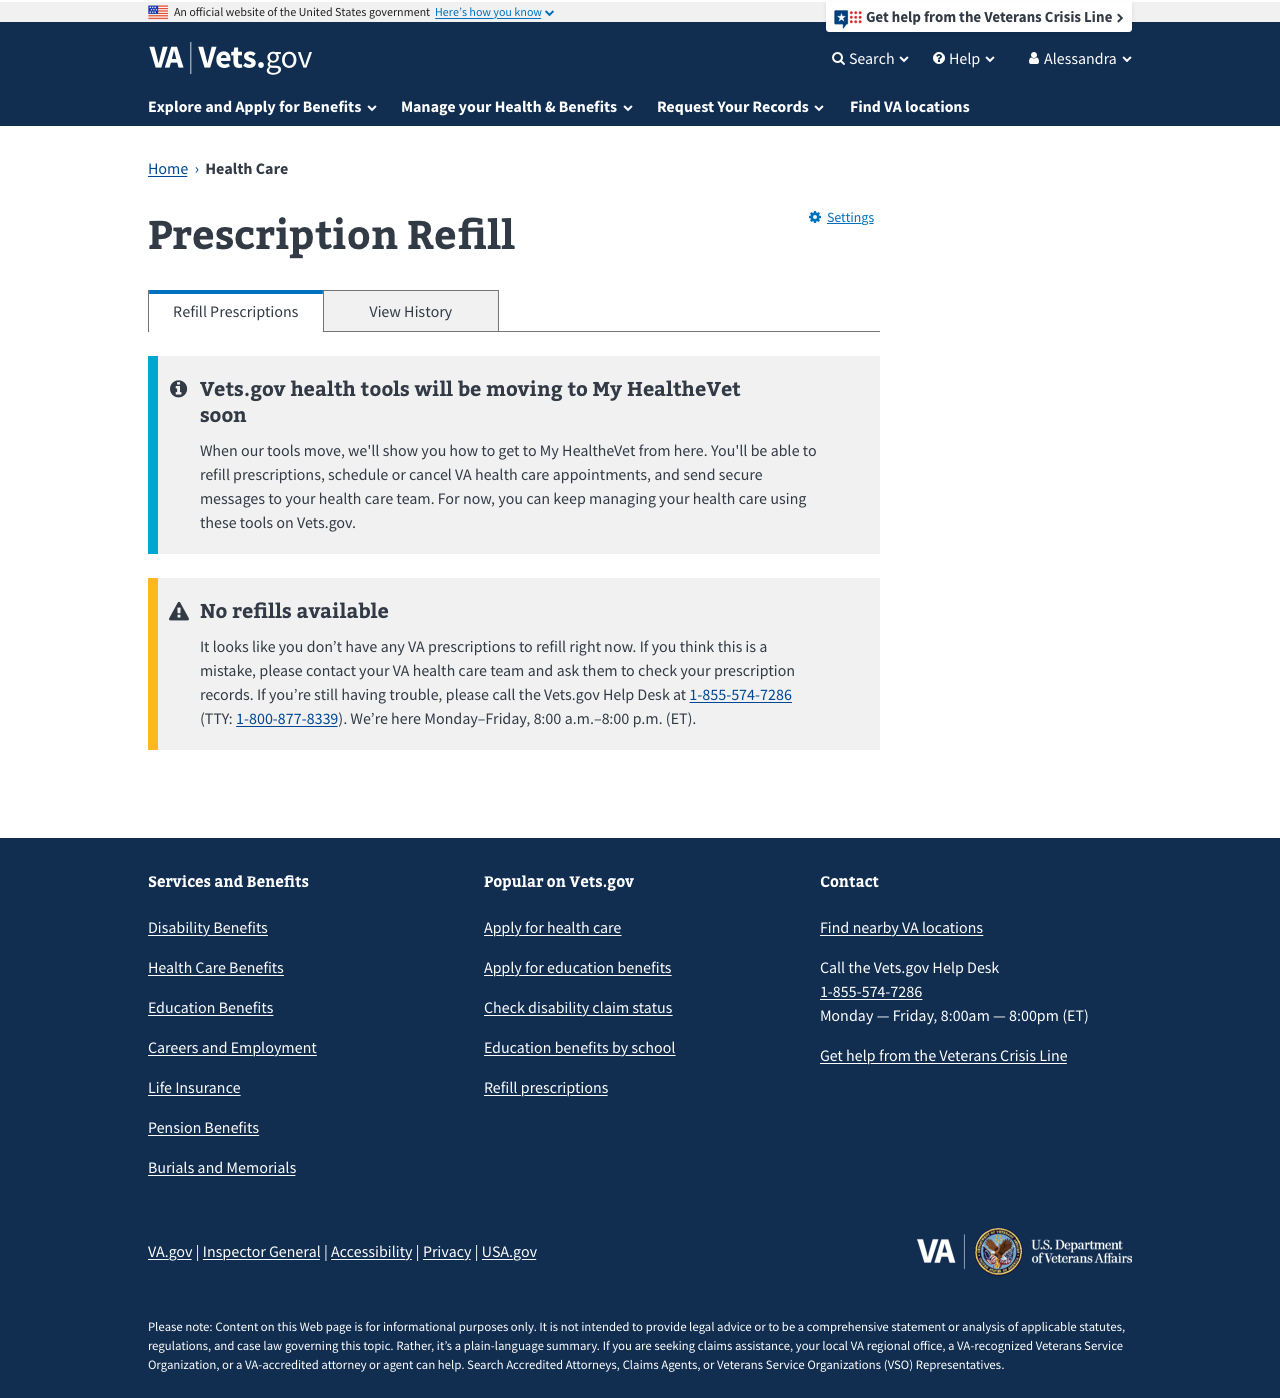 An official website of the United States government Here's how you know
Get help from the Veterans Crisis Line
VA Vets.gov
Search Help Alessandra
Explore and Apply for Benefits Manage your Health & Benefits Request Your Records Find VA locations
Home › Health Care
Prescription Refill
Settings
Refill Prescriptions View History
Vets.gov health tools will be moving to My HealtheVet
soon
When our tools move, we'll show you how to get to My HealtheVet from here. You'll be able to
refill prescriptions, schedule or cancel VA health care appointments, and send secure
messages to your health care team. For now, you can keep managing your health care using
these tools on Vets.gov.
No refills available
It looks like you don’t have any VA prescriptions to refill right now. If you think this is a
mistake, please contact your VA health care team and ask them to check your prescription
records. If you’re still having trouble, please call the Vets.gov Help Desk at 1-855-574-7286
(TTY: 1-800-877-8339). We’re here Monday–Friday, 8:00 a.m.–8:00 p.m. (ET).
Services and Benefits
Disability Benefits
Health Care Benefits
Education Benefits
Careers and Employment
Life Insurance
Pension Benefits
Burials and Memorials
Popular on Vets.gov
Apply for health care
Apply for education benefits
Check disability claim status
Education benefits by school
Refill prescriptions
Contact
Find nearby VA locations
Call the Vets.gov Help Desk
1-855-574-7286
Monday — Friday, 8:00am — 8:00pm (ET)
Get help from the Veterans Crisis Line
VA.gov | Inspector General | Accessibility | Privacy | USA.gov
VA
U.S. Department
of Veterans Affairs
Please note: Content on this Web page is for informational purposes only. It is not intended to provide legal advice or to be a comprehensive statement or analysis of applicable statutes,
regulations, and case law governing this topic. Rather, it’s a plain-language summary. If you are seeking claims assistance, your local VA regional office, a VA-recognized Veterans Service
Organization, or a VA-accredited attorney or agent can help. Search Accredited Attorneys, Claims Agents, or Veterans Service Organizations (VSO) Representatives.